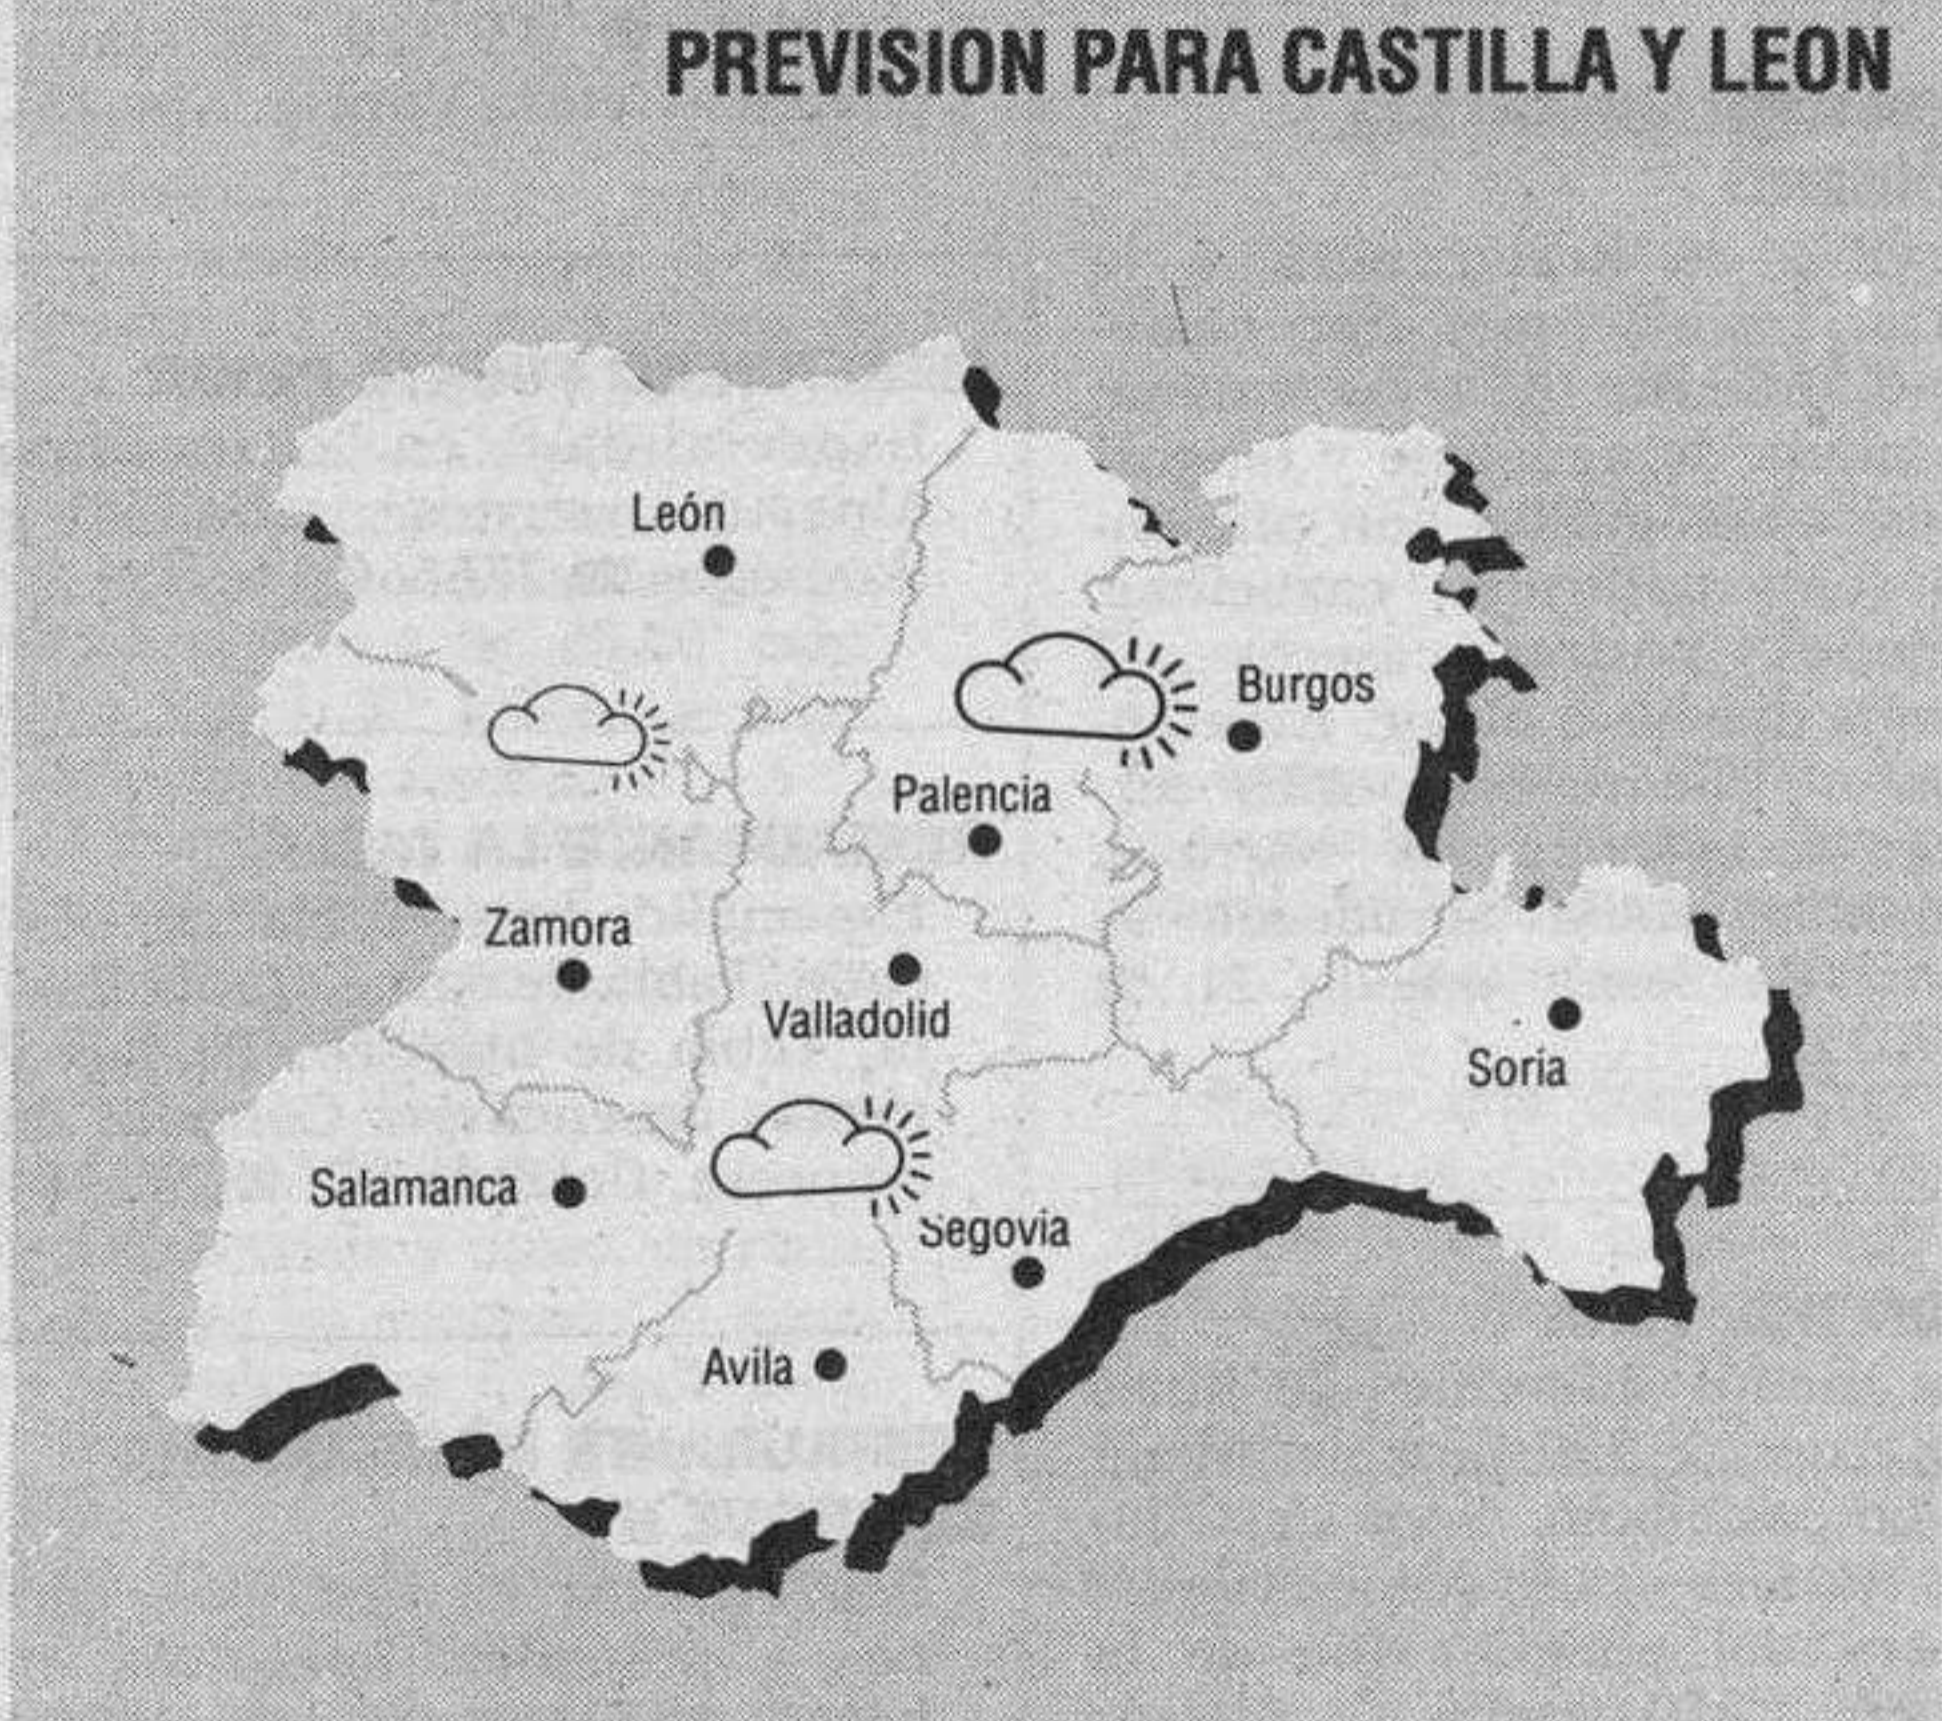 PREVISION PARA CASTILLA Y LEON
León
Burgos
Palencia
Zamora
Valladolid
Soria
Salamanca
Segovia
Avila